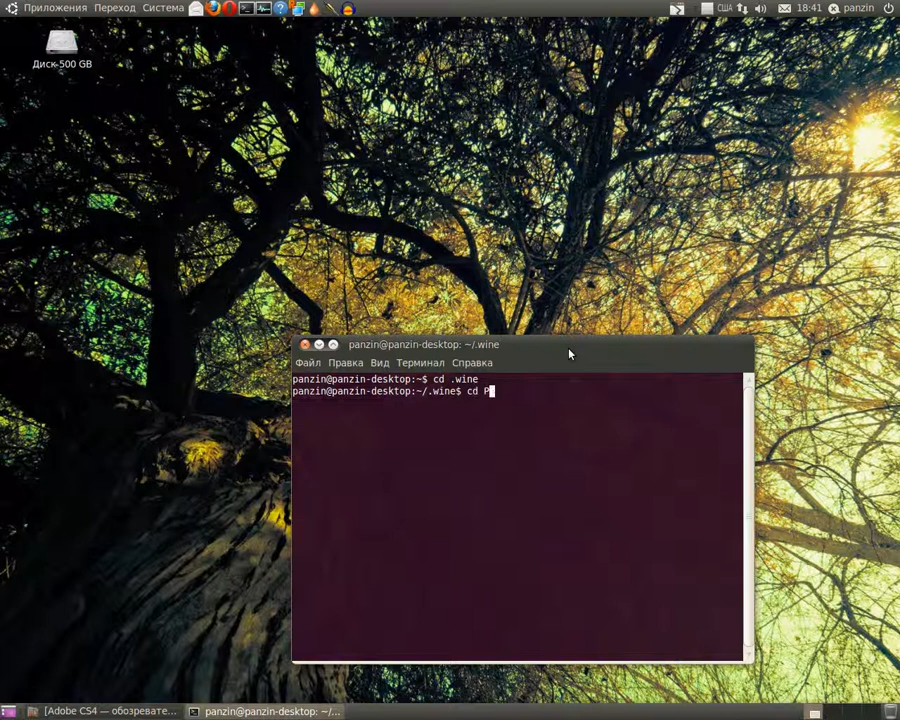 Приложения Переход Система
США 18:41 panzin
Диск-500 GB
panzin@panzin-desktop: ~/.wine
Файл Правка Вид Терминал Справка
panzin@panzin-desktop:~$ cd .wine
panzin@panzin-desktop:~/.wine$ cd P
[Adobe CS4 — обозревате... panzin@panzin-desktop: ~/...